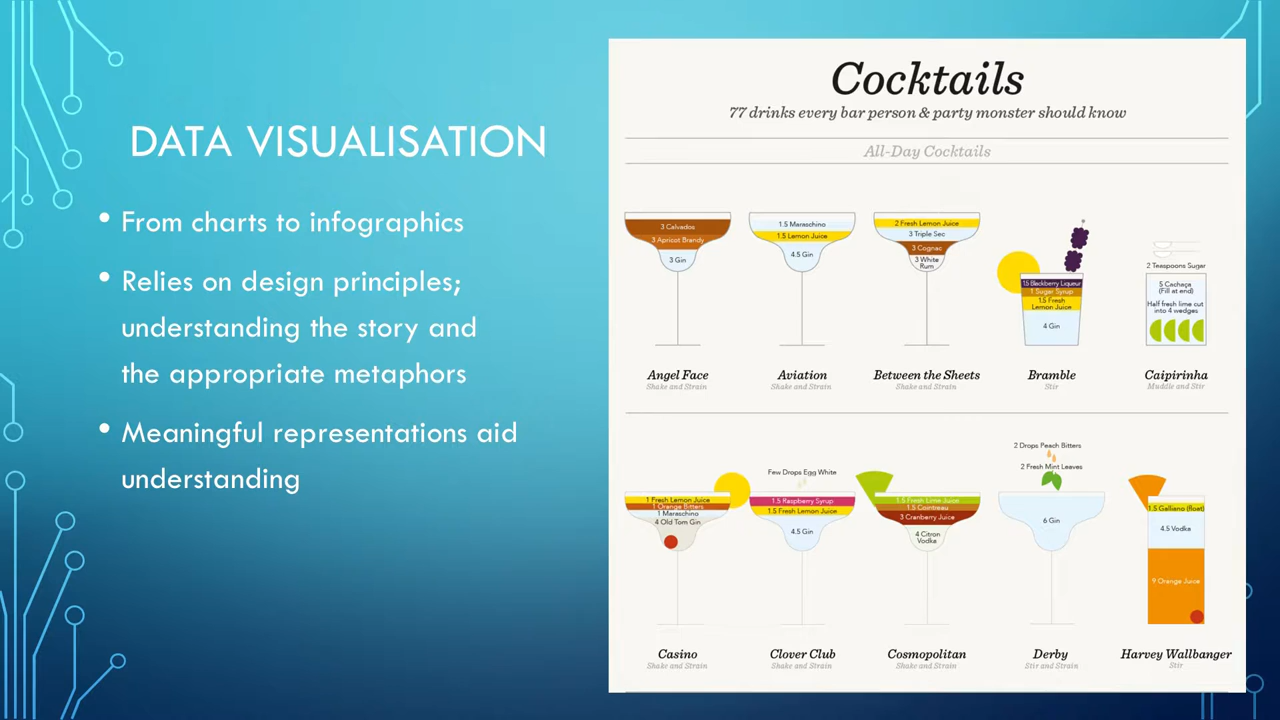 DATA VISUALISATION
• From charts to infographics
• Relies on design principles;
understanding the story and
the appropriate metaphors
• Meaningful representations aid
understanding
Cocktails
77 drinks every bar person & party monster should know
All-Day Cocktails
3 Calvados
3 Apricot Brandy
3 Gin
Angel Face
Shake and Strain
1.5 Maraschino
1.5 Lemon Juice
4.5 Gin
Aviation
Shake and Strain
2 Fresh Lemon Juice
3 Triple Sec
3 Cognac
3 White
Rum
Between the Sheets
Shake and Strain
1.5 Blackberry Liqueur
1 Sugar Syrup
1.5 Fresh
Lemon Juice
4 Gin
Bramble
Stir
2 Teaspoons Sugar
5 Cachaça
(Fill at end)
Half fresh lime cut
into 4 wedges
Caipirinha
Muddle and Stir
1 Fresh Lemon Juice
1 Orange Bitters
1 Maraschino
4 Old Tom Gin
Casino
Shake and Strain
Few Drops Egg White
1.5 Raspberry Syrup
1.5 Fresh Lemon Juice
4.5 Gin
Clover Club
Shake and Strain
1.5 Fresh Lime Juice
1.5 Cointreau
3 Cranberry Juice
4 Citron
Vodka
Cosmopolitan
Shake and Strain
2 Drops Peach Bitters
2 Fresh Mint Leaves
6 Gin
Derby
Stir and Strain
1.5 Galliano (float)
4.5 Vodka
9 Orange Juice
Harvey Wallbanger
Stir